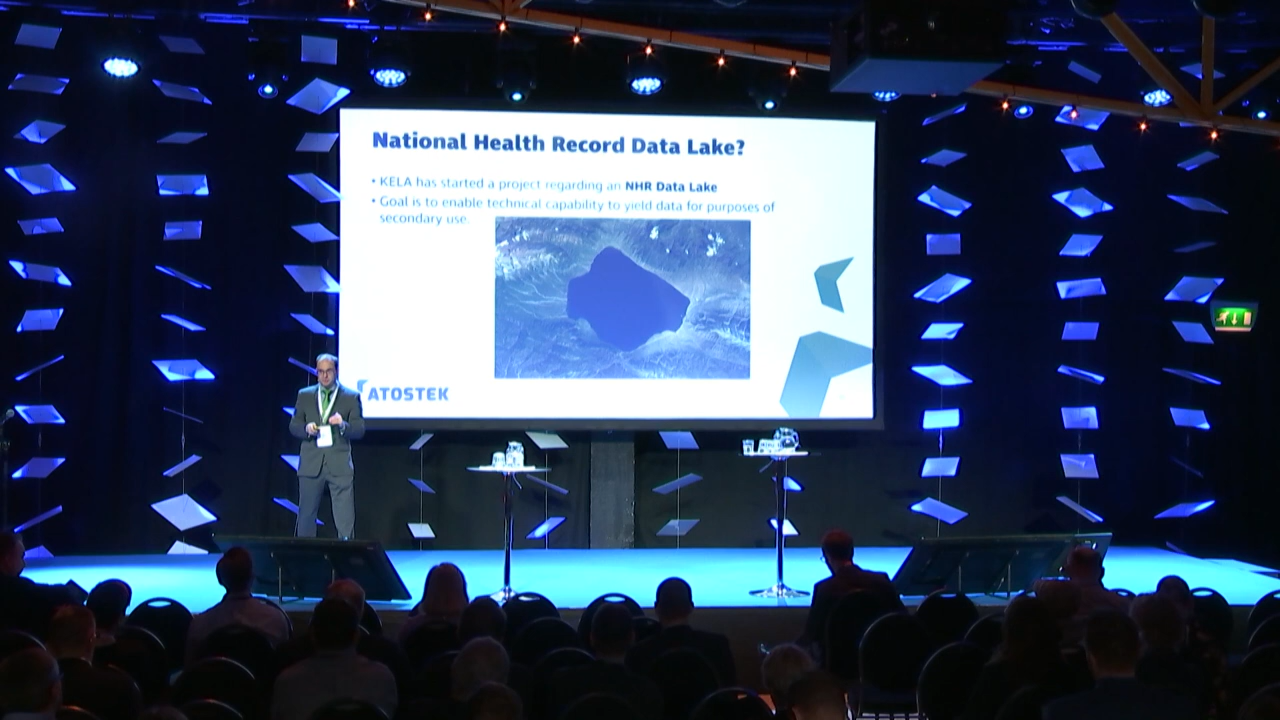 National Health Record Data Lake?
• KELA has started a project regarding an NHR Data Lake
• Goal is to enable technical capability to yield data for purposes of
secondary use.
ATOSTEK